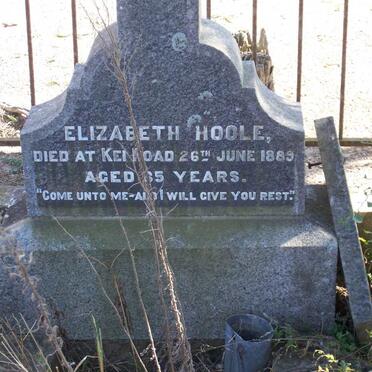 ELIZABETH HOOLE,
DIED AT KEI ROAD 26TH JUNE 1889
AGED 65 YEARS.
"COME UNTO ME-AND I WILL GIVE YOU REST."